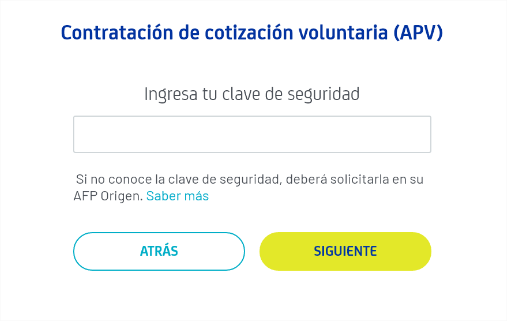 Contratación de cotización voluntaria (APV)
Ingresa tu clave de seguridad
Si no conoce la clave de seguridad, deberá solicitarla en su
AFP Origen. Saber más
ATRÁS
SIGUIENTE